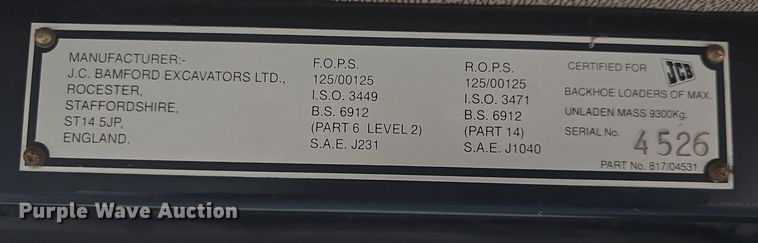 MANUFACTURER:-
J.C. BAMFORD EXCAVATORS LTD.,
ROCESTER,
STAFFORDSHIRE,
ST14 5JP,
ENGLAND.
F.O.P.S.
125/00125
I.S.O. 3449
B.S. 6912
(PART 6 LEVEL 2)
S.A.E. J231
R.O.P.S.
125/00125
I.S.O. 3471
B.S. 6912
(PART 14)
S.A.E. J1040
CERTIFIED FOR JCB
BACKHOE LOADERS OF MAX.
UNLADEN MASS 9300Kg.
SERIAL No. 4526
PART No. 817/04531
Purple Wave Auction